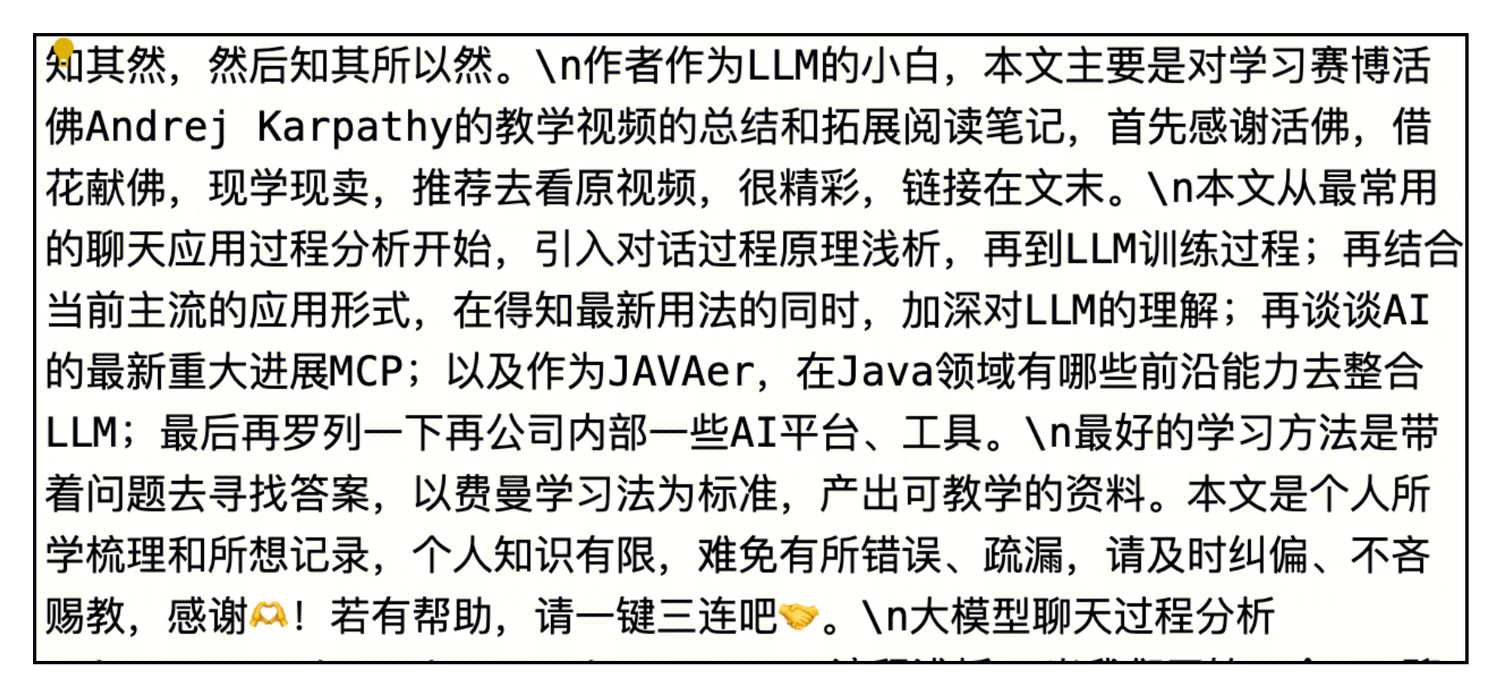 知其然，然后知其所以然。\n作者作为LLM的小白，本文主要是对学习赛博活
佛Andrej Karpathy的教学视频的总结和拓展阅读笔记，首先感谢活佛，借
花献佛，现学现卖，推荐去看原视频，很精彩，链接在文末。\n本文从最常用
的聊天应用过程分析开始，引入对话过程原理浅析，再到LLM训练过程；再结合
当前主流的应用形式，在得知最新用法的同时，加深对LLM的理解；再谈谈AI
的最新重大进展MCP；以及作为JAVAer，在Java领域有哪些前沿能力去整合
LLM；最后再罗列一下再公司内部一些AI平台、工具。\n最好的学习方法是带
着问题去寻找答案，以费曼学习法为标准，产出可教学的资料。本文是个人所
学梳理和所想记录，个人知识有限，难免有所错误、疏漏，请及时纠偏、不吝
赐教，感谢🫶！若有帮助，请一键三连吧🤝。\n大模型聊天过程分析